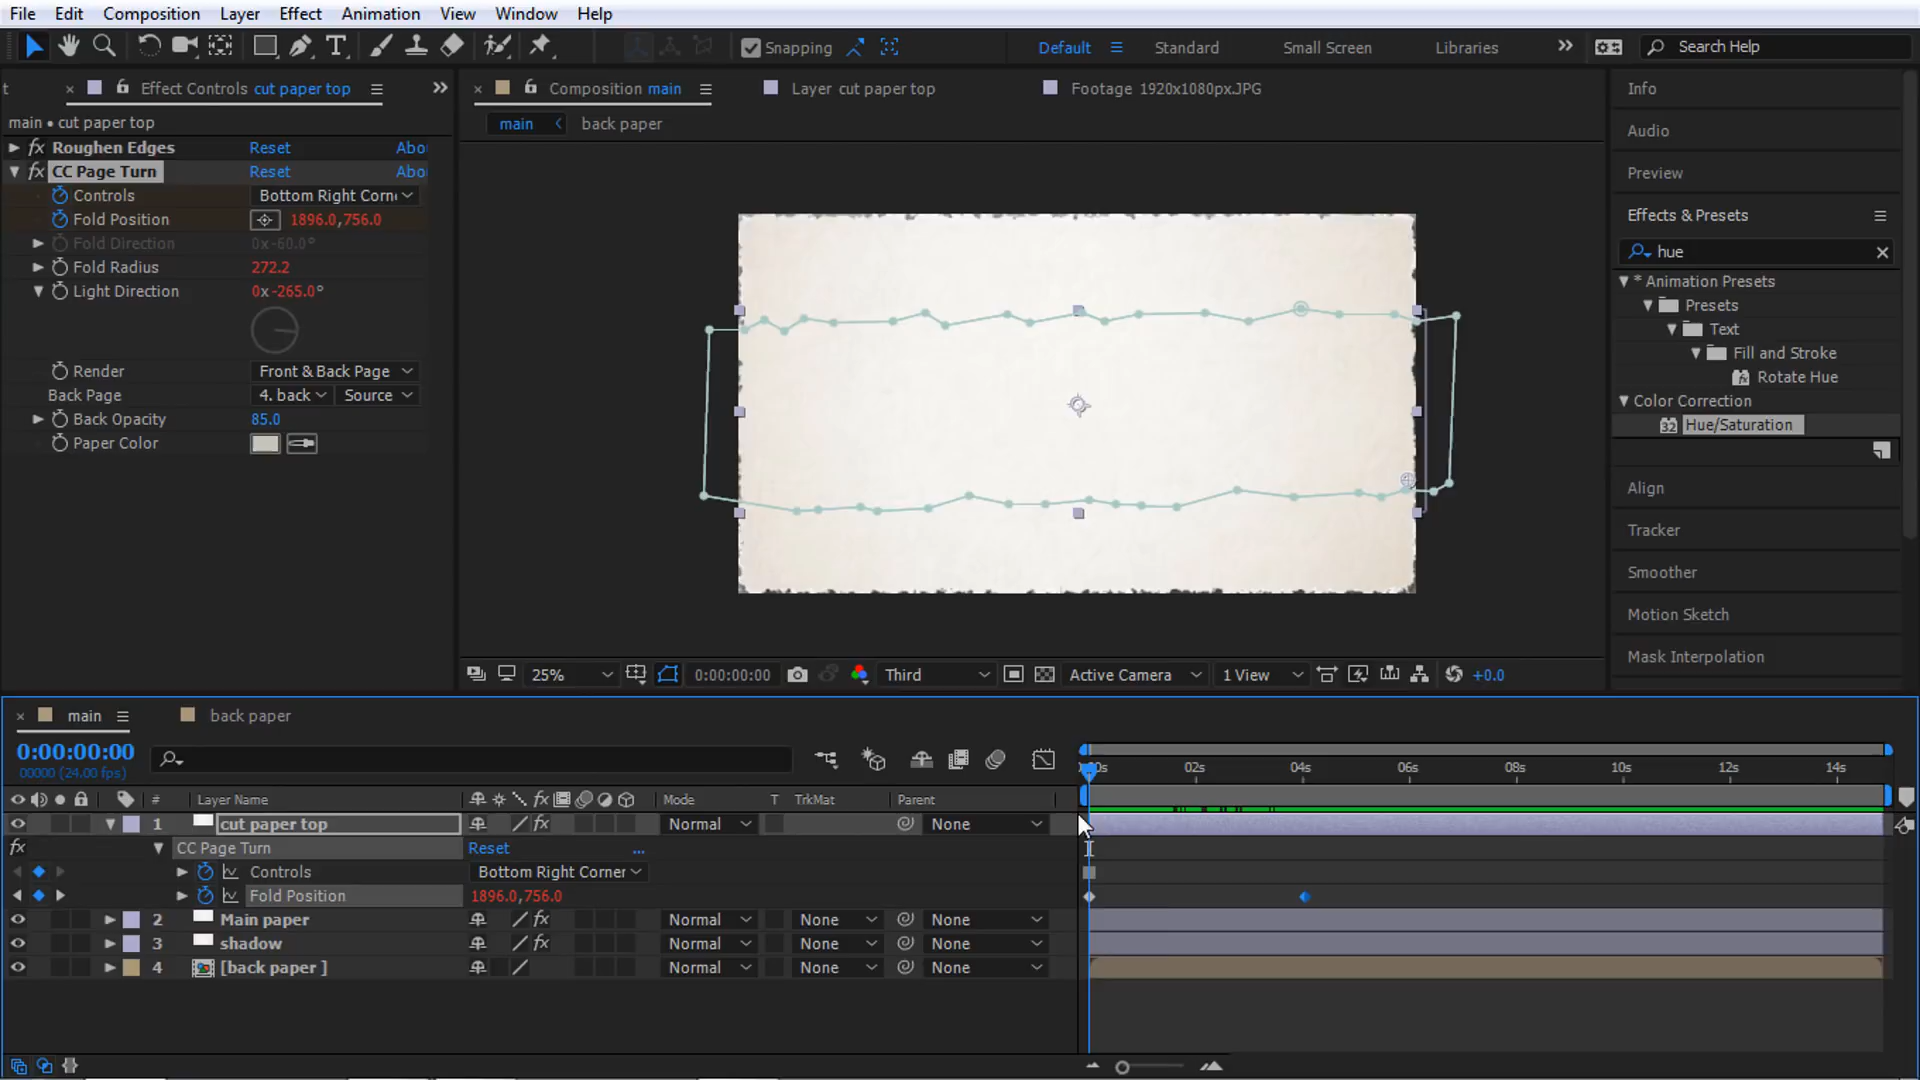 File Edit Composition Layer Effect Animation View Window Help
Snapping Default Standard Small Screen Libraries Search Help
t Effect Controls cut paper top
Composition main
Layer cut paper top
Footage 1920x1080px.JPG
main • cut paper top
main back paper
Roughen Edges Reset Abo
CC Page Turn Reset Abo
Controls Bottom Right Corn
Fold Position 1896.0,756.0
Fold Direction 0x-60.0°
Fold Radius 272.2
Light Direction 0x-265.0°
Render Front & Back Page
Back Page 4. back Source
Back Opacity 85.0
Paper Color
Info
Audio
Preview
Effects & Presets
hue
* Animation Presets
Presets
Text
Fill and Stroke
Rotate Hue
Color Correction
32 Hue/Saturation
Align
Tracker
Smoother
Motion Sketch
Mask Interpolation
25% 0:00:00:00 Third Active Camera 1 View +0.0
main back paper
0:00:00:00
00000 (24.00 fps)
02s 04s 06s 08s 10s 12s 14s
# Layer Name Mode T TrkMat Parent
1 cut paper top Normal None
fx CC Page Turn Reset ...
Controls Bottom Right Corner
Fold Position 1896.0,756.0
2 Main paper Normal None None
3 shadow Normal None None
4 [back paper ] Normal None None